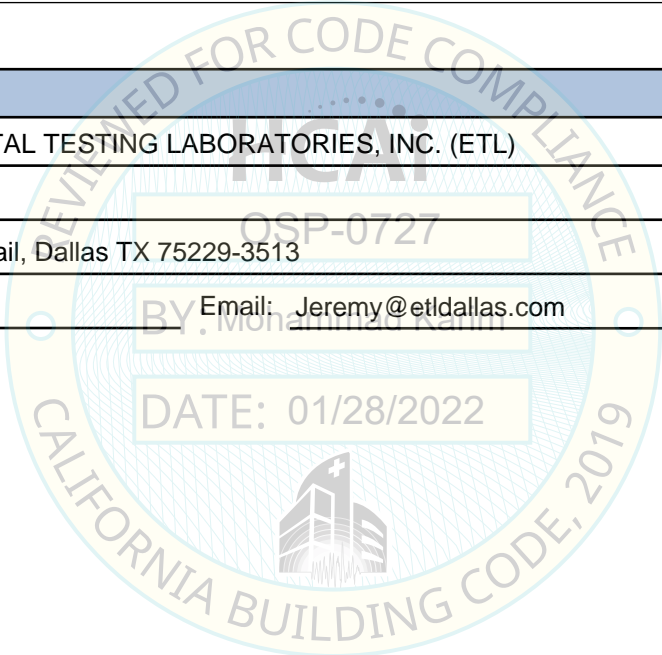 REVIEWED FOR CODE COMPLIANCE
HCAi
TAL TESTING LABORATORIES, INC. (ETL)
OSP-0727
ail, Dallas TX 75229-3513
Email: Jeremy@etldallas.com
BY: Mohammad Karim
DATE: 01/28/2022
CALIFORNIA BUILDING CODE, 2019